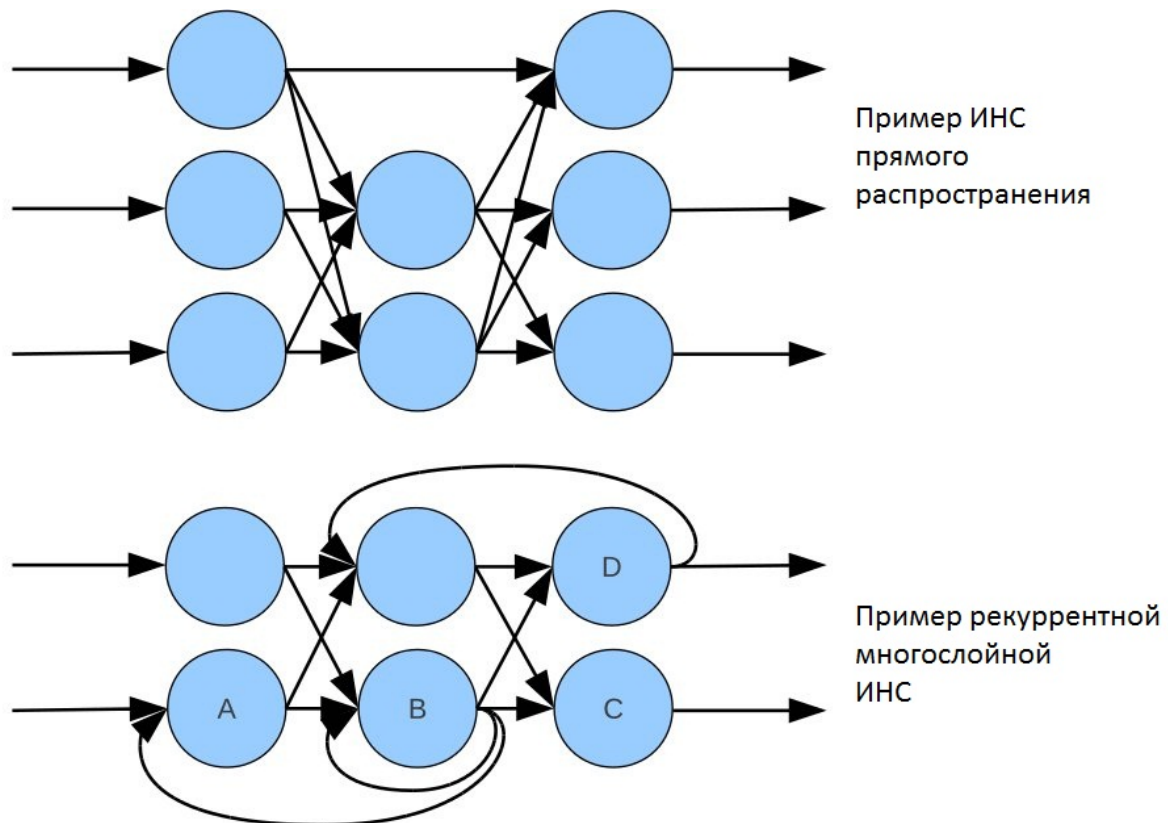 Пример ИНС
прямого
распространения
D
Пример рекуррентной
многослойной
ИНС
A B C